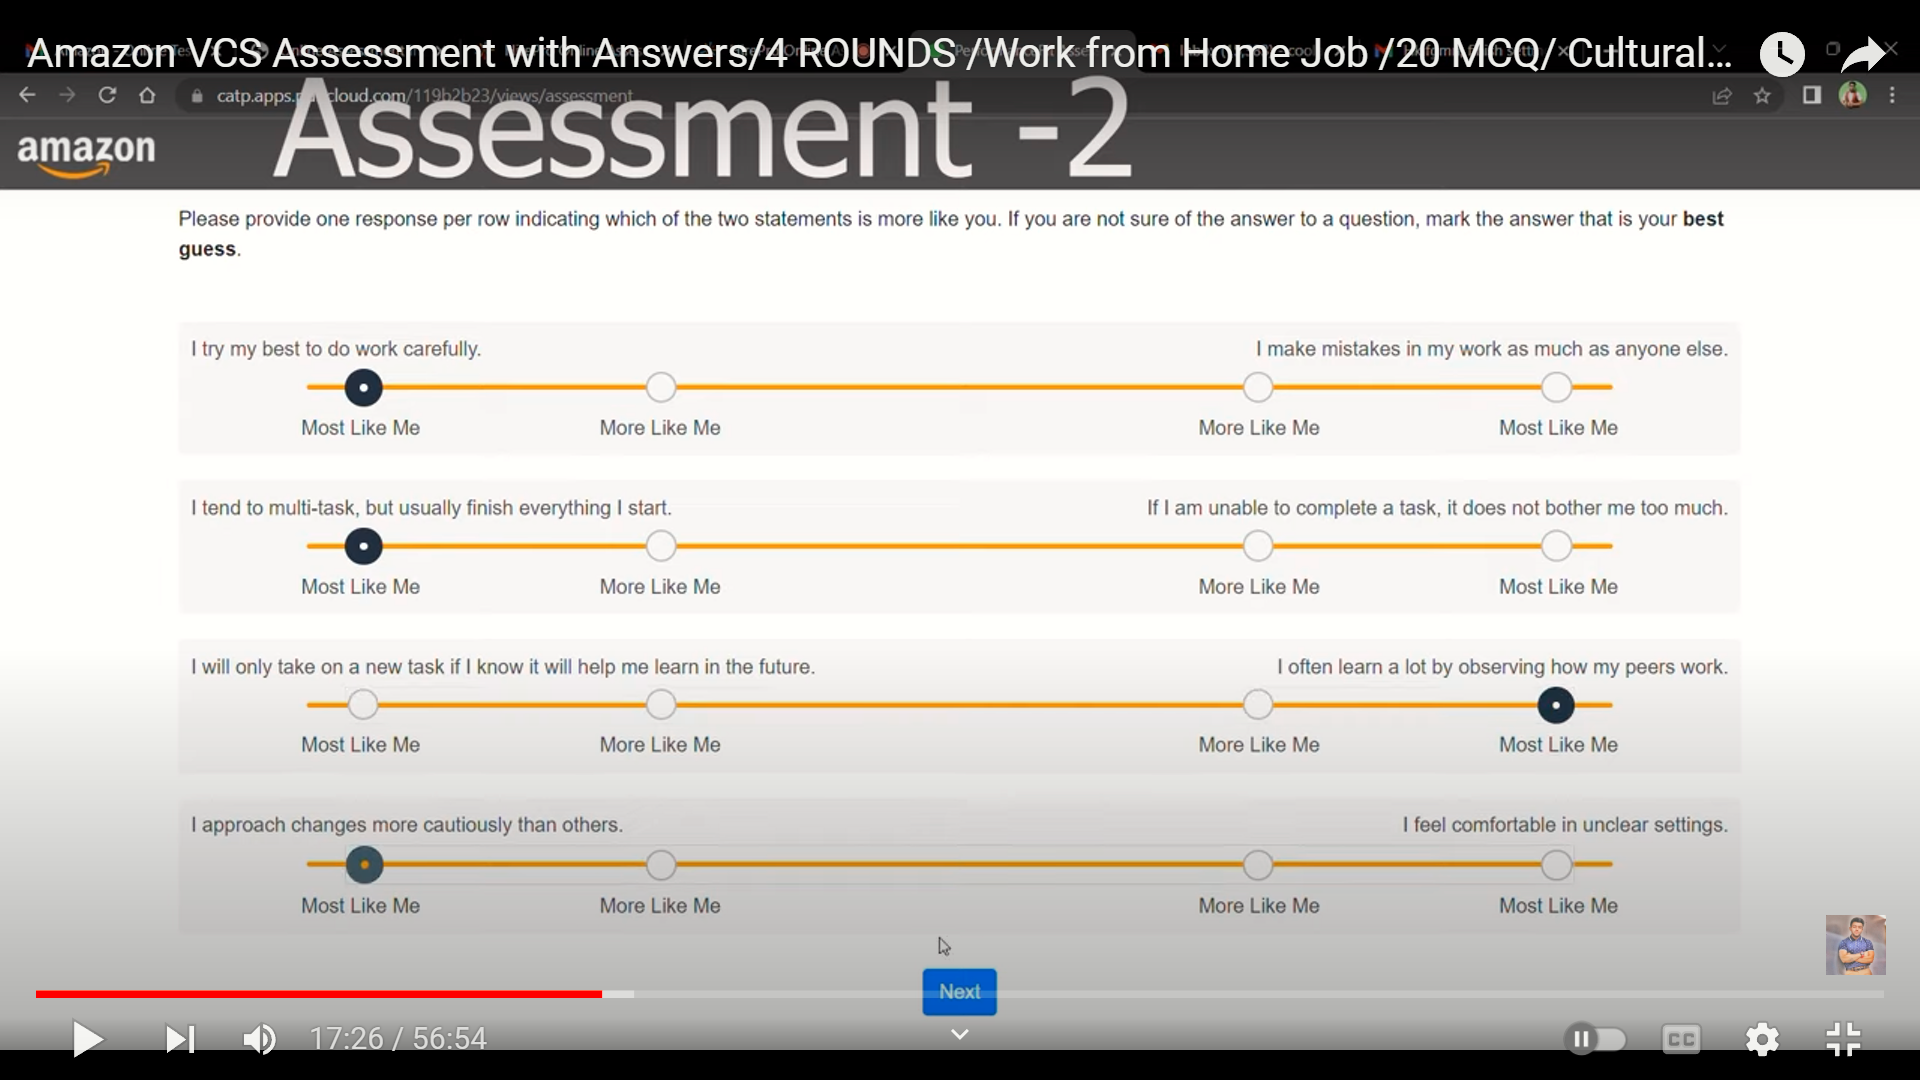 Amazon VCS Assessment with Answers/4 ROUNDS /Work from Home Job /20 MCQ/ Cultural...
/119b2b23/views/assessment
amazon
Assessment -2
Please provide one response per row indicating which of the two statements is more like you. If you are not sure of the answer to a question, mark the answer that is your best
guess.
I try my best to do work carefully. I make mistakes in my work as much as anyone else.
Most Like Me More Like Me More Like Me Most Like Me
I tend to multi-task, but usually finish everything I start. If I am unable to complete a task, it does not bother me too much.
Most Like Me More Like Me More Like Me Most Like Me
I will only take on a new task if I know it will help me learn in the future. I often learn a lot by observing how my peers work.
Most Like Me More Like Me More Like Me Most Like Me
I approach changes more cautiously than others. I feel comfortable in unclear settings.
Most Like Me More Like Me More Like Me Most Like Me
Next
17:26 / 56:54 CC